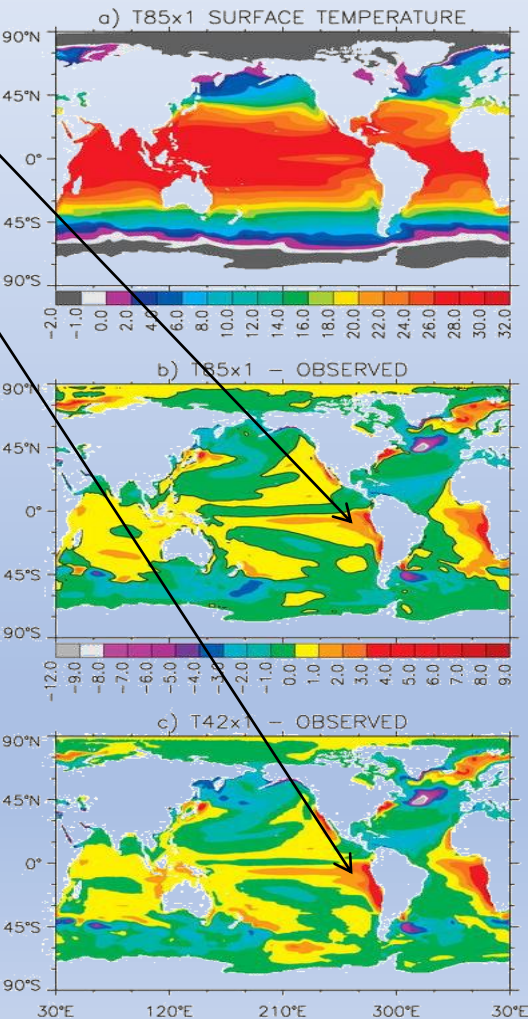 a) T85x1 SURFACE TEMPERATURE
90°N
45°N
0°
45°S
90°S
-2.0 -1.0 0.0 2.0 4.0 6.0 8.0 10.0 12.0 14.0 16.0 18.0 20.0 22.0 24.0 26.0 28.0 30.0 32.0
b) T85x1 - OBSERVED
90°N
45°N
0°
45°S
90°S
-12.0 -9.0 -8.0 -7.0 -6.0 -5.0 -4.0 -3.0 -2.0 -1.0 0.0 1.0 2.0 3.0 4.0 5.0 6.0 7.0 8.0 9.0
c) T42x1 - OBSERVED
90°N
45°N
0°
45°S
90°S
30°E 120°E 210°E 300°E 30°E